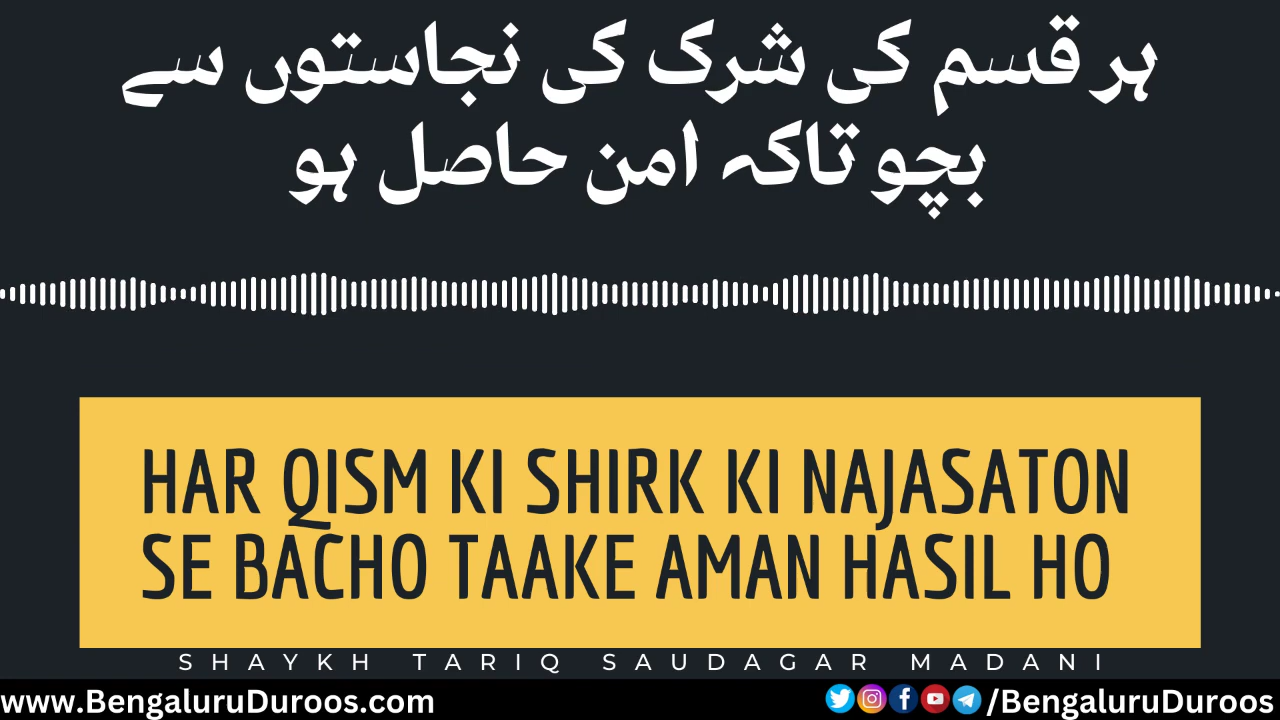 ہر قسم کی شرک کی نجاستوں سے
بچو تاکہ امن حاصل ہو
HAR QISM KI SHIRK KI NAJASATON
SE BACHO TAAKE AMAN HASIL HO
SHAYKH TARIQ SAUDAGAR MADANI
www.BengaluruDuroos.com
/BengaluruDuroos